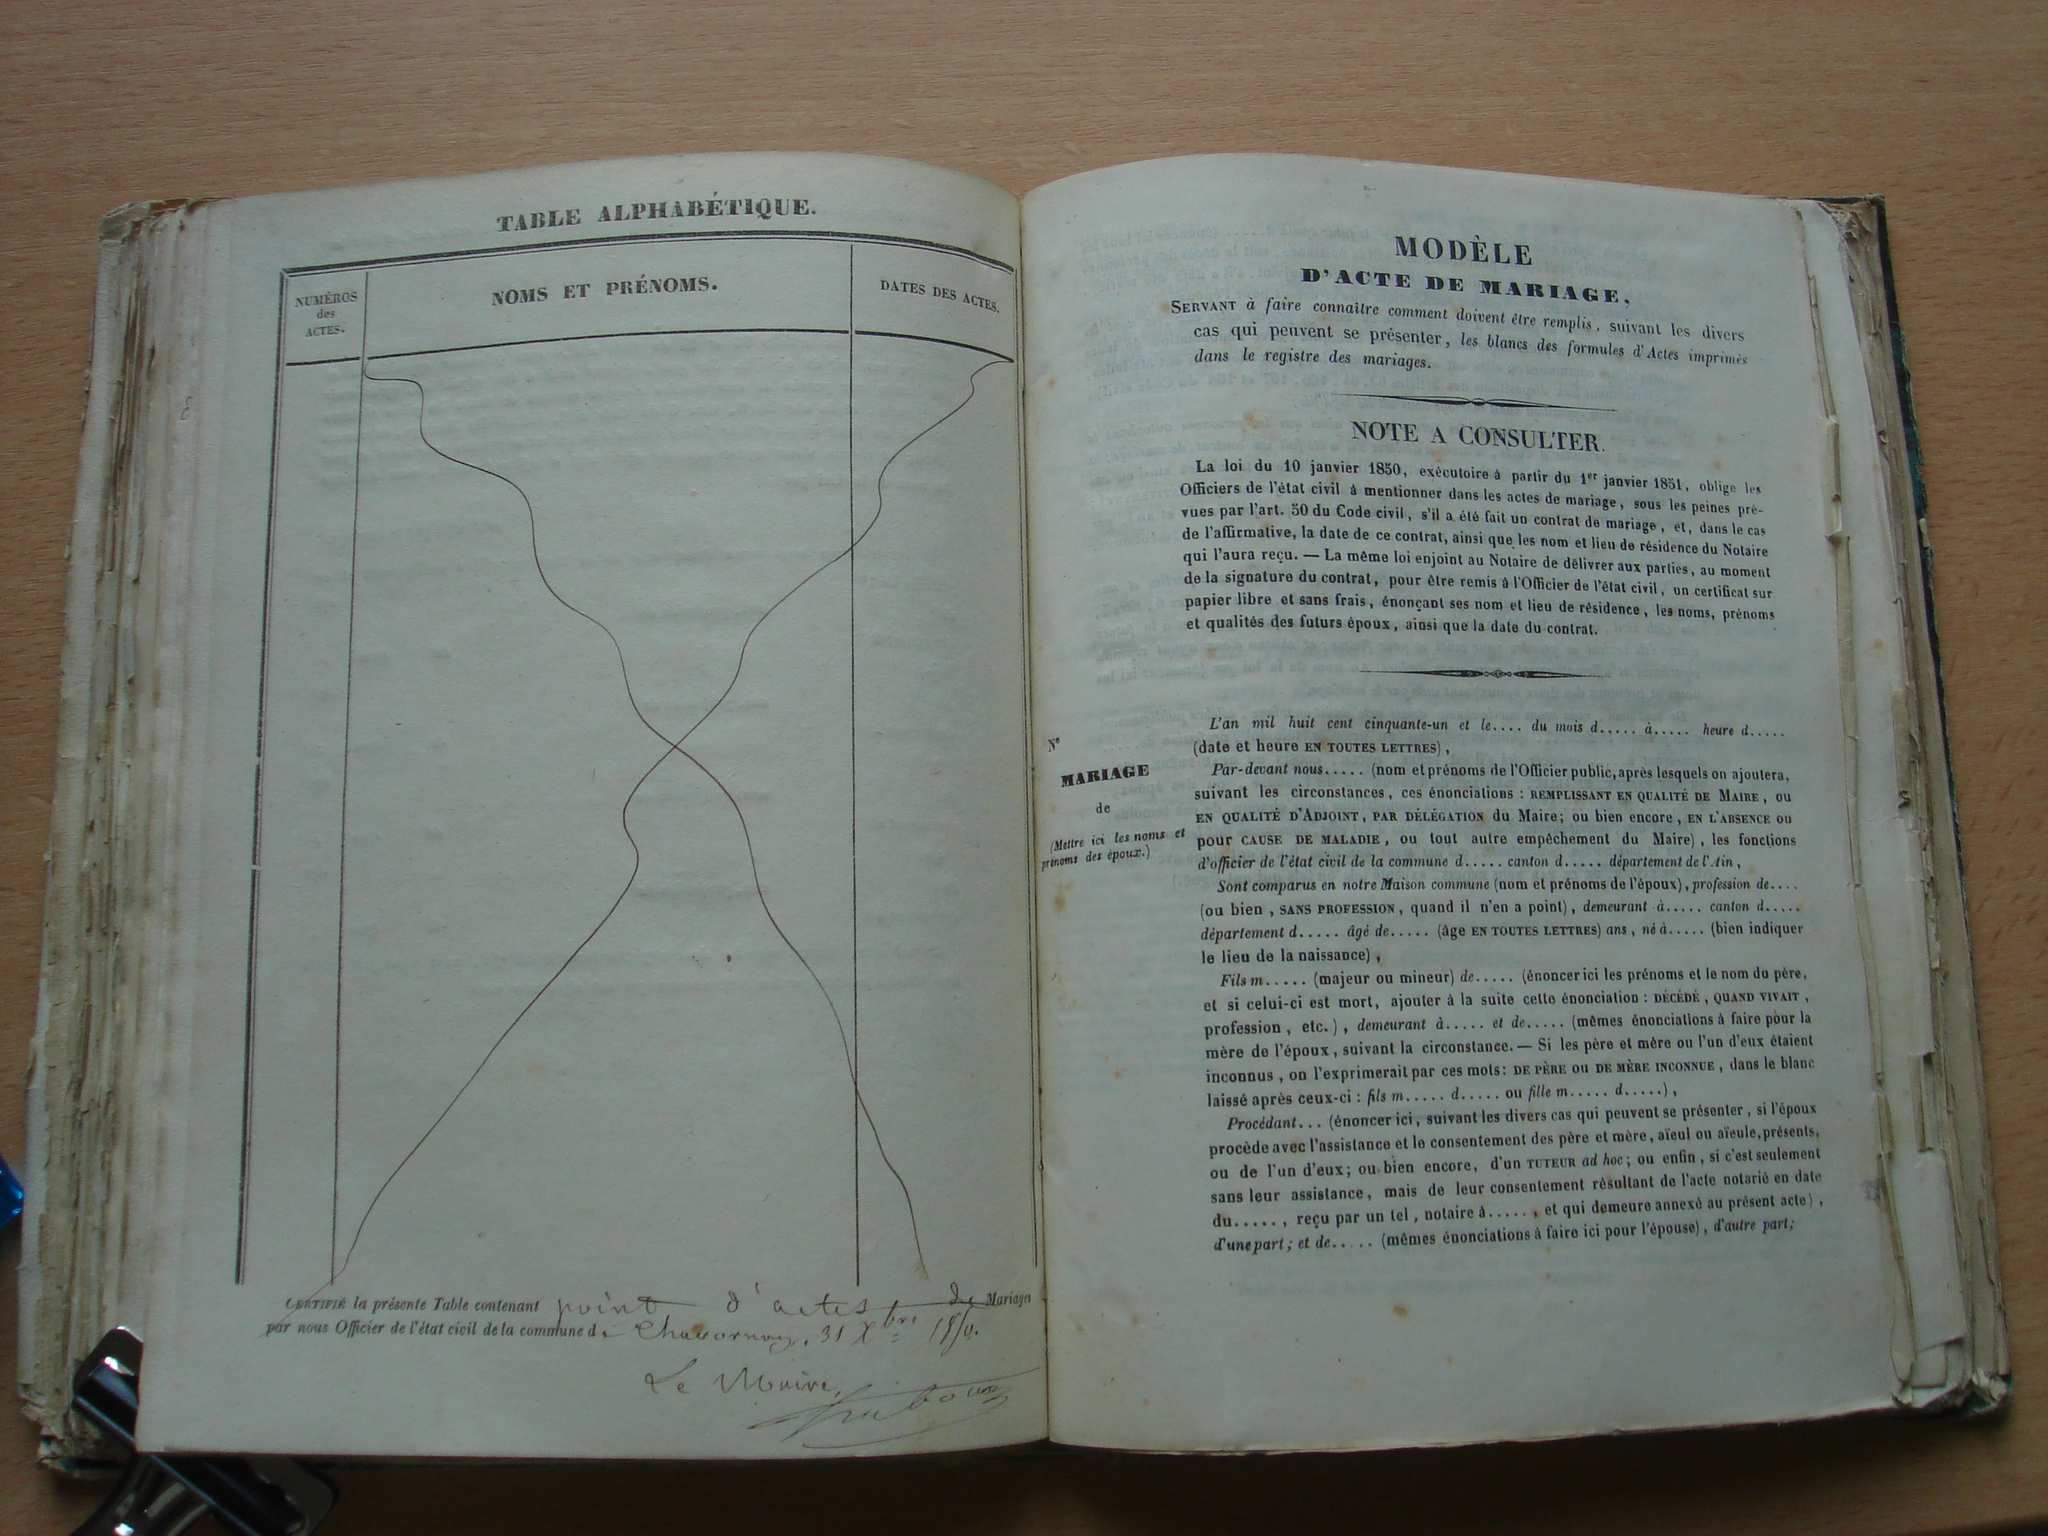 TABLE ALPHABÉTIQUE.
NUMÉROS
des
ACTES.
NOMS ET PRÉNOMS.
DATES DES ACTES.
CERTIFIÉ la présente Table contenant point d'actes de Mariages
par nous Officier de l'état civil de la commune d Chavornay, 31 Xbre
Le Maire,
MODÈLE
D'ACTE DE MARIAGE,
SERVANT à faire connaître comment doivent être remplis, suivant les divers
cas qui peuvent se présenter, les blancs des formules d'Actes imprimés
dans le registre des mariages.
NOTE A CONSULTER.
La loi du 10 janvier 1850, exécutoire à partir du 1er janvier 1851, oblige les
Officiers de l'état civil à mentionner dans les actes de mariage, sous les peines pré-
vues par l'art. 50 du Code civil, s'il a été fait un contrat de mariage, et, dans le cas
de l'affirmative, la date de ce contrat, ainsi que les nom et lieu de résidence du Notaire
qui l'aura reçu. — La même loi enjoint au Notaire de délivrer aux parties, au moment
de la signature du contrat, pour être remis à l'Officier de l'état civil, un certificat sur
papier libre et sans frais, énonçant ses nom et lieu de résidence, les noms, prénoms
et qualités des futurs époux, ainsi que la date du contrat.
N°
MARIAGE
de
(Mettre ici les noms et
prénoms des époux.)
L'an mil huit cent cinquante-un et le.... du mois d..... à..... heure d.....
(date et heure EN TOUTES LETTRES),
Par-devant nous..... (nom et prénoms de l'Officier public, après lesquels on ajoutera,
suivant les circonstances, ces énonciations : REMPLISSANT EN QUALITÉ DE MAIRE, ou
EN QUALITÉ D'ADJOINT, PAR DÉLÉGATION du Maire; ou bien encore, EN L'ABSENCE ou
pour CAUSE DE MALADIE, ou tout autre empêchement du Maire), les fonctions
d'officier de l'état civil de la commune d..... canton d..... département de l'Ain,
Sont comparus en notre Maison commune (nom et prénoms de l'époux), profession de....
(ou bien, SANS PROFESSION, quand il n'en a point), demeurant à..... canton d.....
département d..... âgé de..... (âge EN TOUTES LETTRES) ans, né à..... (bien indiquer
le lieu de la naissance),
Fils m..... (majeur ou mineur) de..... (énoncer ici les prénoms et le nom du père,
et si celui-ci est mort, ajouter à la suite cette énonciation : DÉCÉDÉ, QUAND VIVAIT,
profession, etc.), demeurant à..... et de..... (mêmes énonciations à faire pour la
mère de l'époux, suivant la circonstance. — Si les père et mère ou l'un d'eux étaient
inconnus, on l'exprimerait par ces mots: DE PÈRE OU DE MÈRE INCONNUE, dans le blanc
laissé après ceux-ci : fils m..... d..... ou fille m..... d.....),
Procédant... (énoncer ici, suivant les divers cas qui peuvent se présenter, si l'époux
procède avec l'assistance et le consentement des père et mère, aïeul ou aïeule, présents,
ou de l'un d'eux; ou bien encore, d'un TUTEUR ad hoc; ou enfin, si c'est seulement
sans leur assistance, mais de leur consentement résultant de l'acte notarié en date
du....., reçu par un tel, notaire à....., et qui demeure annexé au présent acte),
d'une part; et de..... (mêmes énonciations à faire ici pour l'épouse), d'autre part;